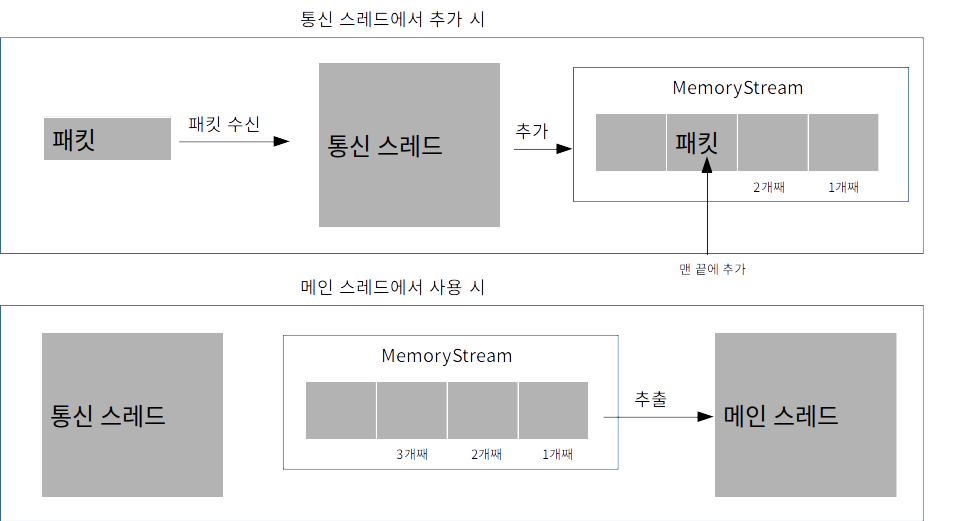 통신 스레드에서 추가 시
MemoryStream
패킷
패킷 수신
통신 스레드
추가
패킷
2개째
1개째
맨 끝에 추가
메인 스레드에서 사용 시
MemoryStream
통신 스레드
추출
메인 스레드
3개째
2개째
1개째